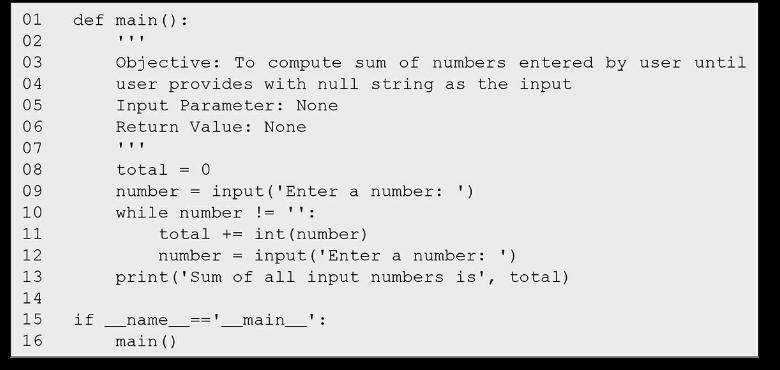 01 def main():
02     '''
03     Objective: To compute sum of numbers entered by user until
04     user provides with null string as the input
05     Input Parameter: None
06     Return Value: None
07     '''
08     total = 0
09     number = input('Enter a number: ')
10     while number != '':
11         total += int(number)
12         number = input('Enter a number: ')
13     print('Sum of all input numbers is', total)
14
15 if __name__=='__main__':
16     main()